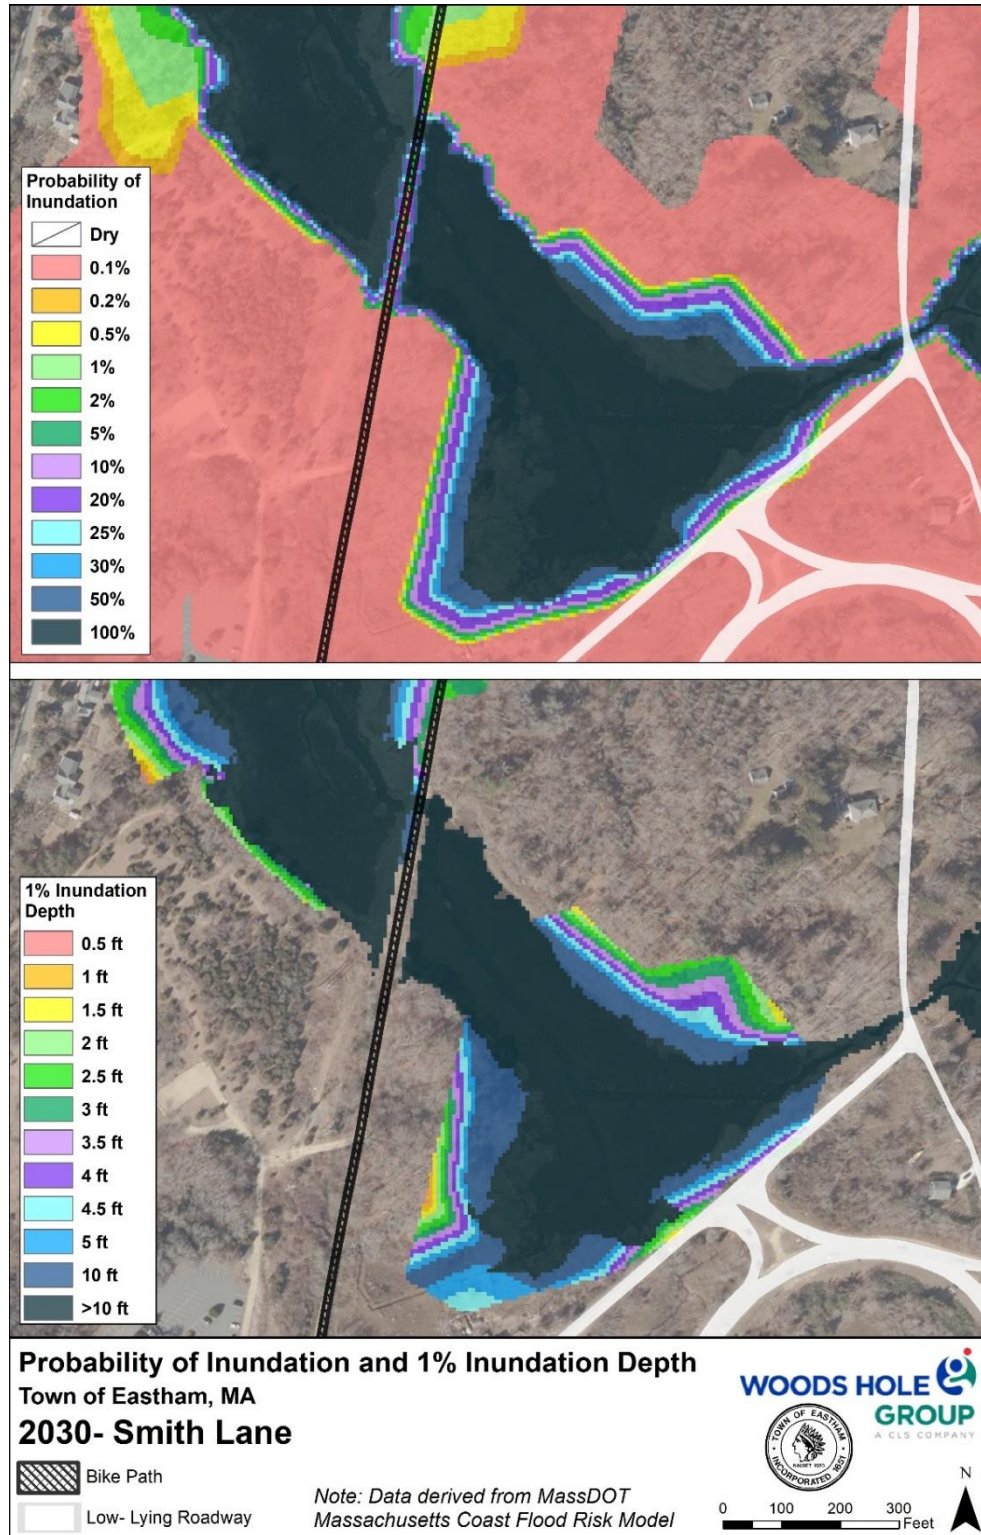 Probability of
Inundation
Dry
0.1%
0.2%
0.5%
1%
2%
5%
10%
20%
25%
30%
50%
100%
1% Inundation
Depth
0.5 ft
1 ft
1.5 ft
2 ft
2.5 ft
3 ft
3.5 ft
4 ft
4.5 ft
5 ft
10 ft
>10 ft
Probability of Inundation and 1% Inundation Depth
Town of Eastham, MA
2030- Smith Lane
Bike Path
Low- Lying Roadway
Note: Data derived from MassDOT
Massachusetts Coast Flood Risk Model
WOODS HOLE
GROUP
A CLS COMPANY
TOWN OF EASTHAM
INCORPORATED 1651
N
0 100 200 300
Feet